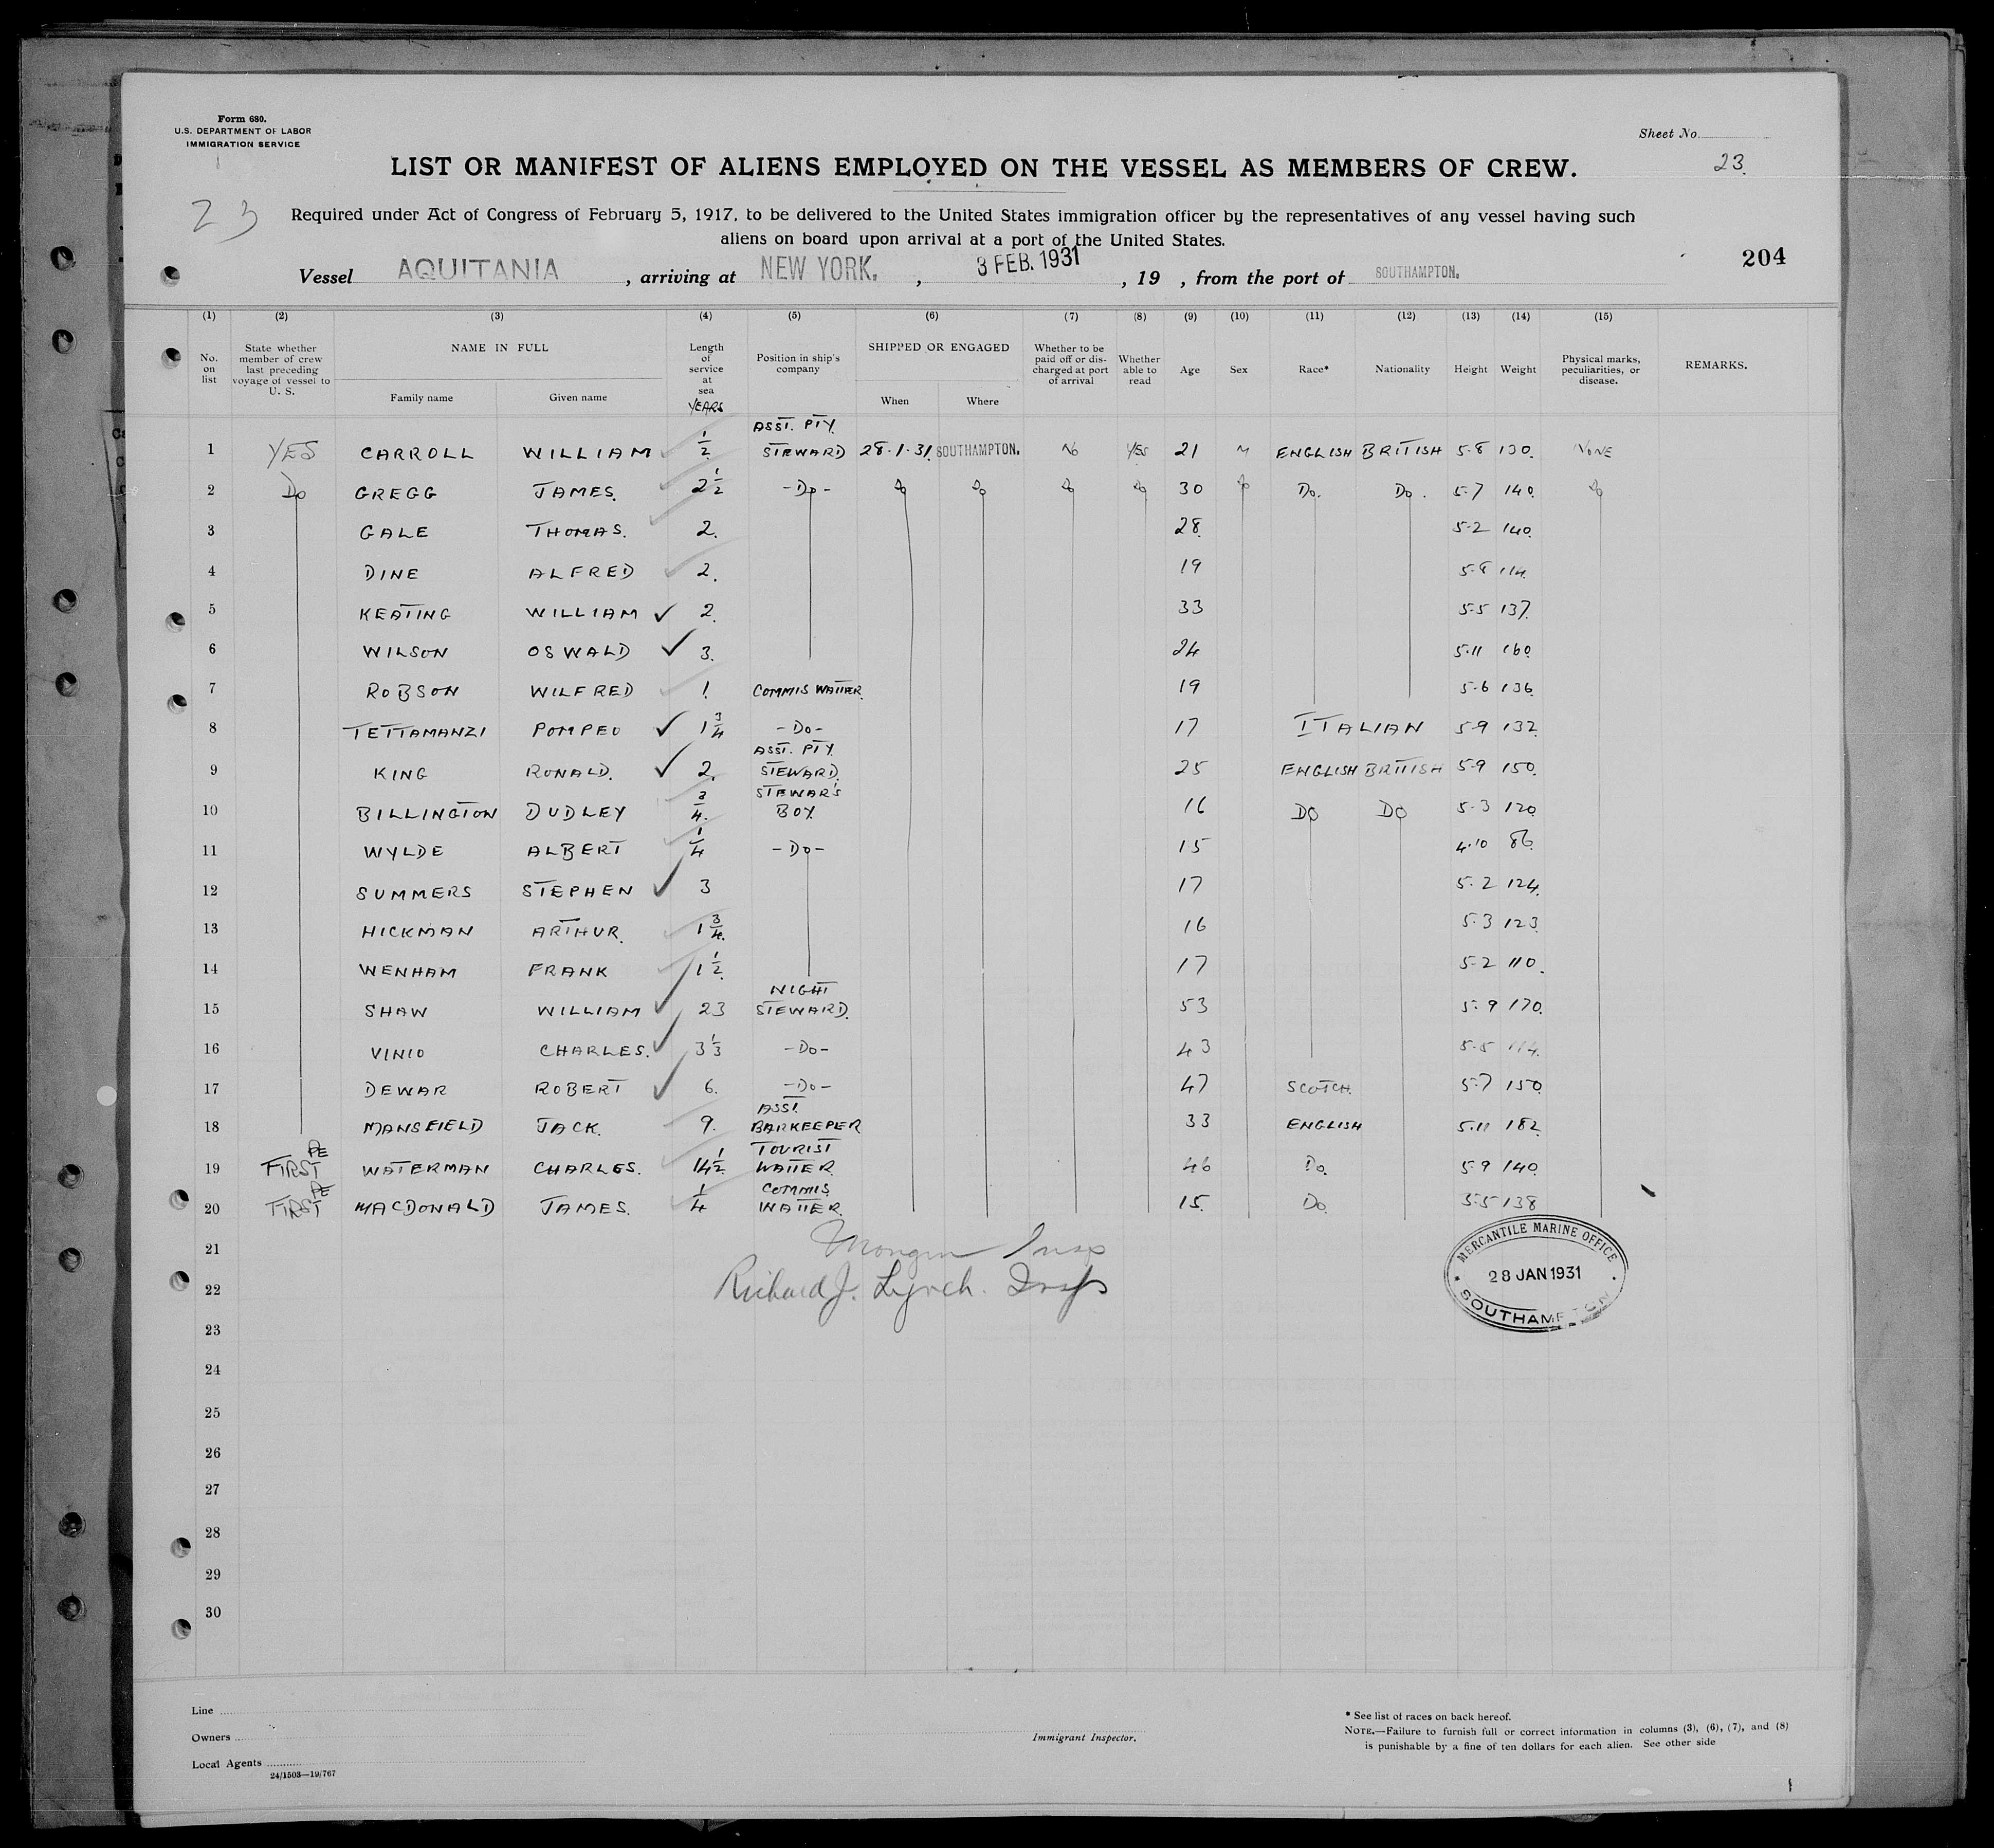 Form 680.
U.S. DEPARTMENT OF LABOR
IMMIGRATION SERVICE
Sheet No.
23.
LIST OR MANIFEST OF ALIENS EMPLOYED ON THE VESSEL AS MEMBERS OF CREW.
23
Required under Act of Congress of February 5, 1917, to be delivered to the United States immigration officer by the representatives of any vessel having such
aliens on board upon arrival at a port of the United States.
204
Vessel AQUITANIA, arriving at NEW YORK., 3 FEB. 1931, 19 , from the port of SOUTHAMPTON.
(1) (2) (3) (4) (5) (6) (7) (8) (9) (10) (11) (12) (13) (14) (15)
No. on list State whether member of crew last preceding voyage of vessel to U. S. NAME IN FULL Family name Given name Length of service at sea YEARS Position in ship's company SHIPPED OR ENGAGED When Where Whether to be paid off or discharged at port of arrival Whether able to read Age Sex Race* Nationality Height Weight Physical marks, peculiarities, or disease. REMARKS.
1 YES CARROLL WILLIAM 1/2 ASST. PTY. STEWARD 28.1.31. SOUTHAMPTON. No YES 21 M ENGLISH BRITISH 5-8 130. NONE
2 Do GREGG JAMES. 2 1/2 -Do- Do Do Do Do 30 Do Do. Do. 5-7 140. Do
3 GALE THOMAS. 2. 28. 5-2 140.
4 DINE ALFRED 2. 19 5-8 114.
5 KEATING WILLIAM 2. 33 5-5 137.
6 WILSON OSWALD 3. 24 5-11 160.
7 ROBSON WILFRED 1. COMMIS WAITER. 19 5-6 136.
8 TETTAMANZI POMPEO 1 3/4 -Do- 17 ITALIAN 5-9 132.
9 KING RONALD. 2. ASST. PTY. STEWARD. 25 ENGLISH BRITISH 5-9 150.
10 BILLINGTON DUDLEY 3/4. STEWAR'S BOY. 16 DO DO 5-3 120.
11 WYLDE ALBERT 1/4 -Do- 15 4-10 86.
12 SUMMERS STEPHEN 3 17 5-2 124.
13 HICKMAN ARTHUR. 1 3/4. 16 5-3 123.
14 WENHAM FRANK 1 1/2. 17 5-2 110.
15 SHAW WILLIAM 23 NIGHT STEWARD. 53 5-9 170.
16 VINIO CHARLES. 3 1/3 -Do- 43 5-5 114.
17 DEWAR ROBERT 6. -Do- 47 SCOTCH. 5-7 150.
18 MANSFIELD JACK. 9. ASST. BARKEEPER 33 ENGLISH 5-11 182.
19 FIRST RE WATERMAN CHARLES. 14 1/2. TOURIST WAITER. 46 Do. 5-9 140.
20 FIRST RE MACDONALD JAMES. 1/4 COMMIS. WAITER. 15. Do. 5-5 138
21
22 Richard J. Lynch. Insp
MERCANTILE MARINE OFFICE
28 JAN 1931
SOUTHAMPTON
23
24
25
26
27
28
29
30
Line
Owners
Local Agents
24/1503—19/767
Immigrant Inspector.
* See list of races on back hereof.
NOTE.—Failure to furnish full or correct information in columns (3), (6), (7), and (8)
is punishable by a fine of ten dollars for each alien. See other side